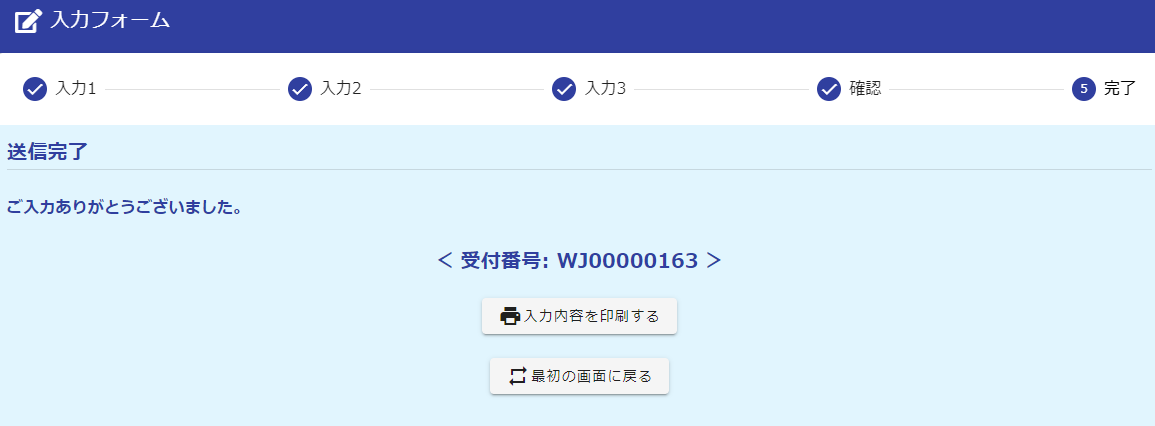 入力フォーム
入力1 入力2 入力3 確認 5 完了
送信完了
ご入力ありがとうございました。
＜ 受付番号: WJ00000163 ＞
入力内容を印刷する
最初の画面に戻る